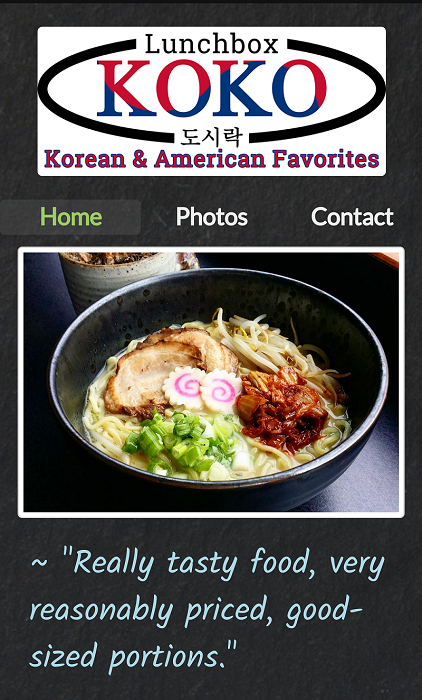 Lunchbox
KOKO
도시락
Korean & American Favorites
Home Photos Contact
~ "Really tasty food, very
reasonably priced, good-
sized portions."